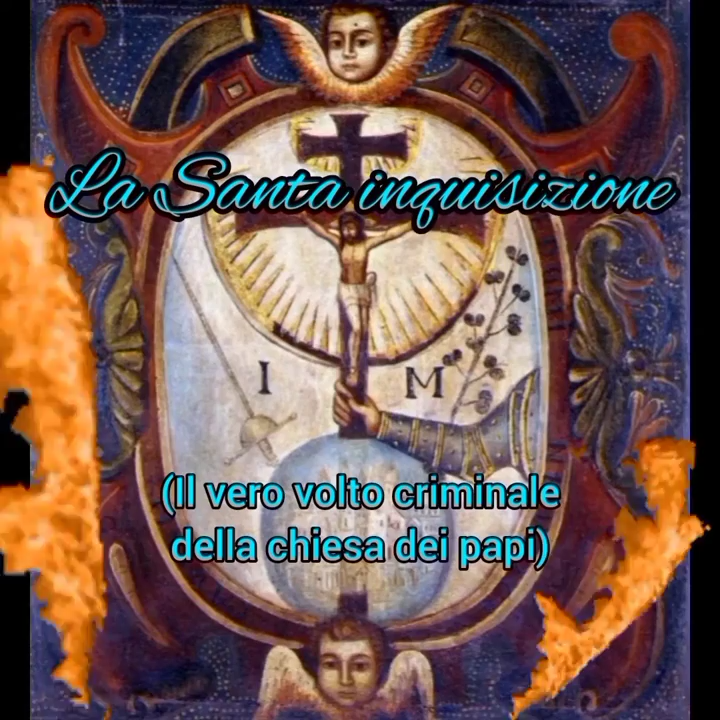 La Santa inquisizione
I M
(Il vero volto criminale
della chiesa dei papi)